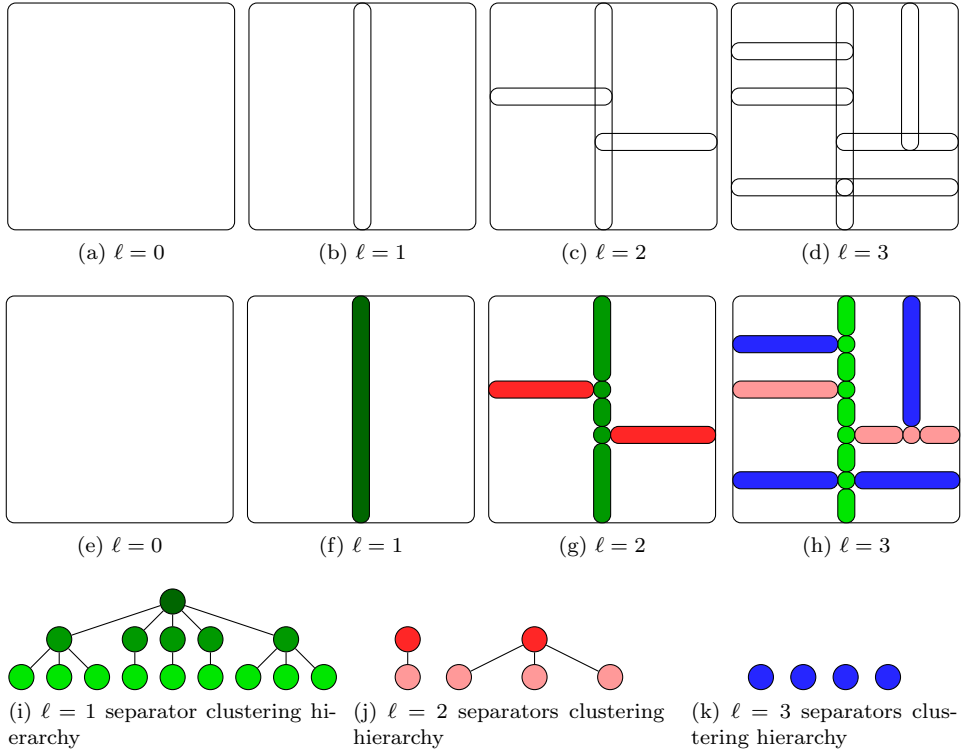 (a) ℓ = 0
(b) ℓ = 1
(c) ℓ = 2
(d) ℓ = 3
(e) ℓ = 0
(f) ℓ = 1
(g) ℓ = 2
(h) ℓ = 3
(i) ℓ = 1 separator clustering hi-
erarchy
(j) ℓ = 2 separators clustering
hierarchy
(k) ℓ = 3 separators clus-
tering hierarchy